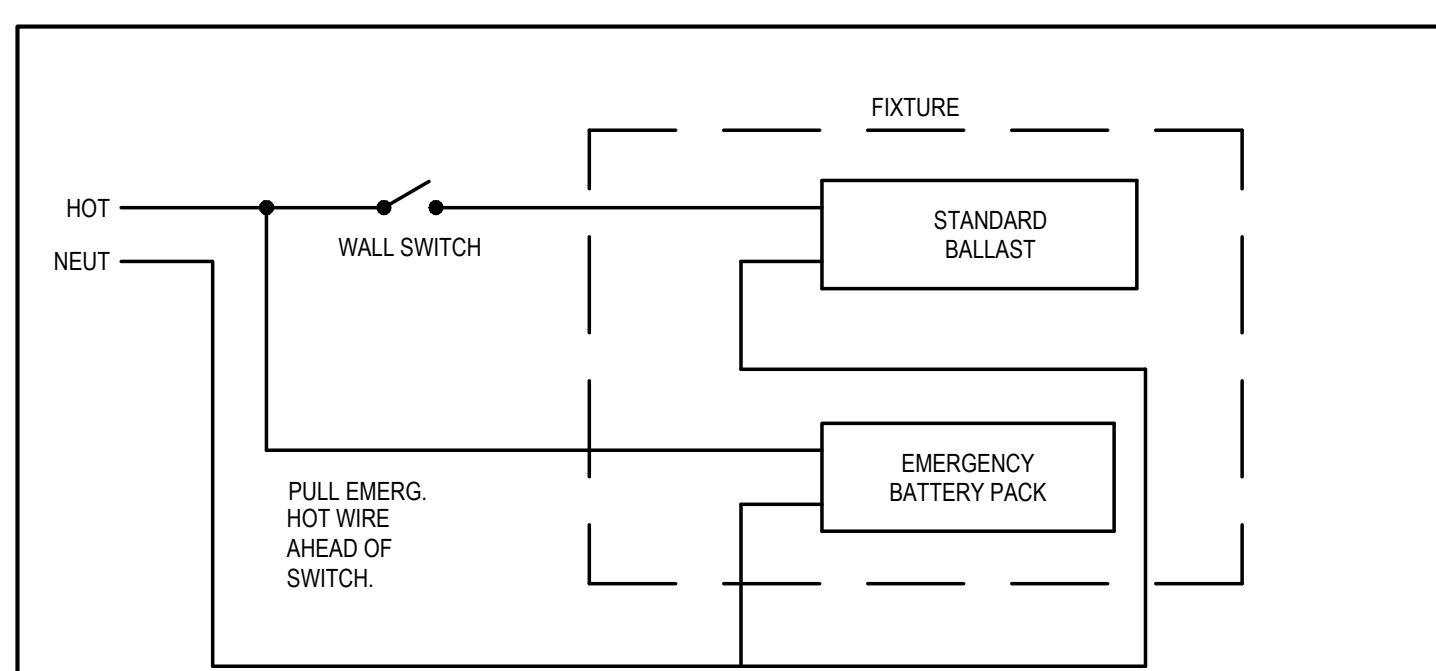 FIXTURE
HOT
NEUT
WALL SWITCH
STANDARD
BALLAST
EMERGENCY
BATTERY PACK
PULL EMERG.
HOT WIRE
AHEAD OF
SWITCH.